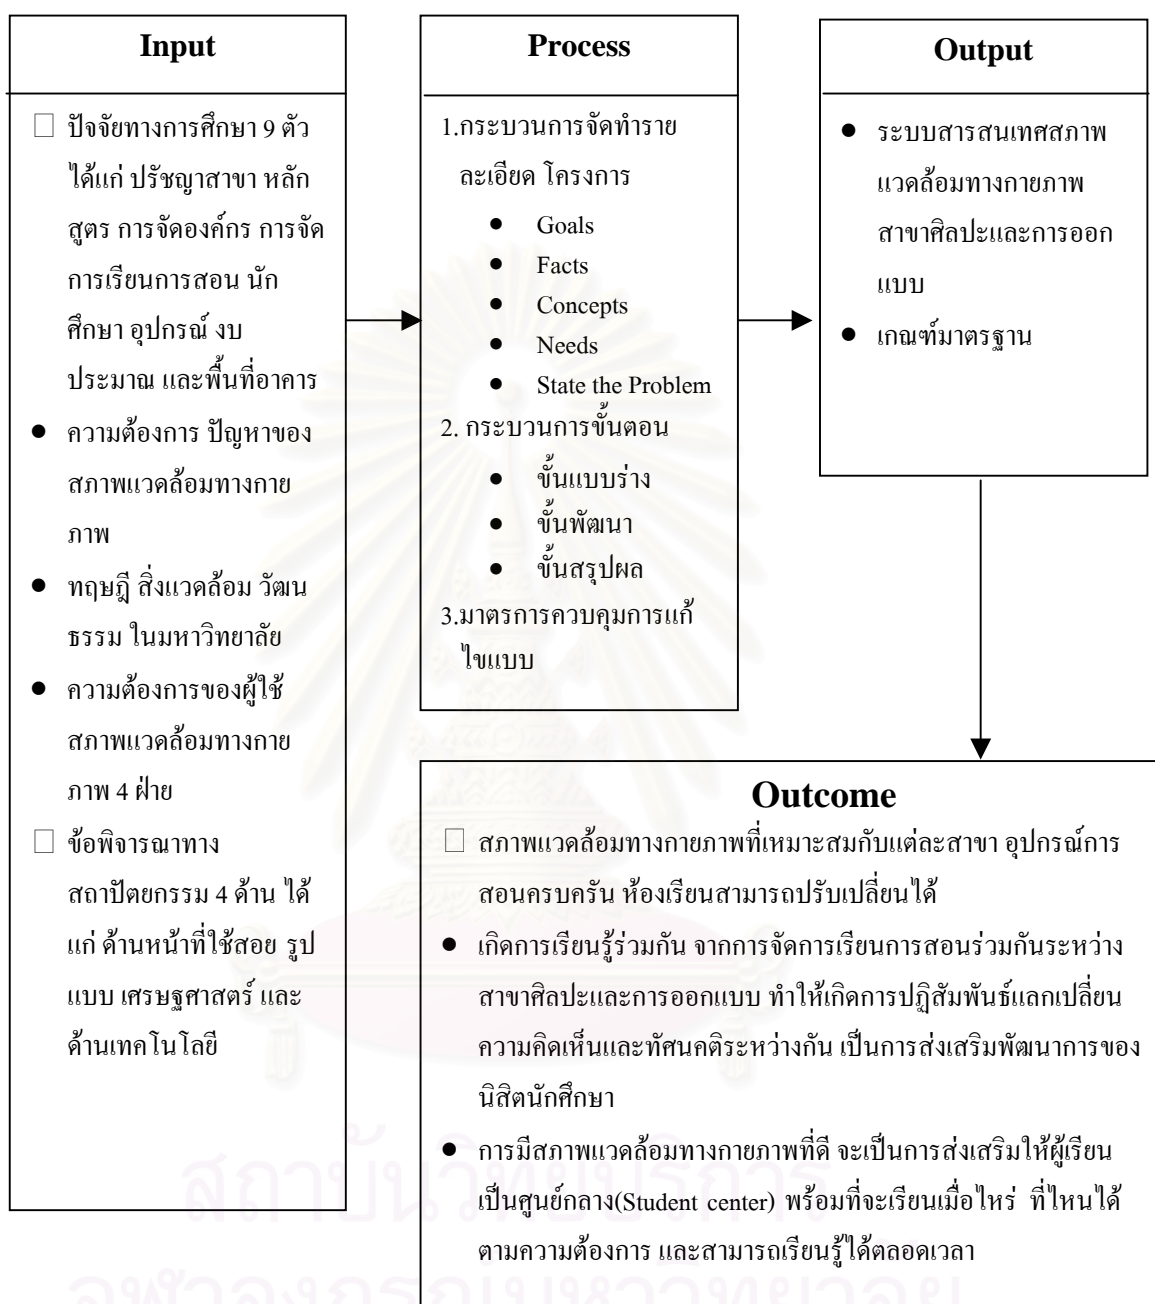 Input
□ ปัจจัยทางการศึกษา 9 ตัว
ได้แก่ ปรัชญาสาขา หลัก
สูตร การจัดองค์กร การจัด
การเรียนการสอน นัก
ศึกษา อุปกรณ์ งบ
ประมาณ และพื้นที่อาคาร
● ความต้องการ ปัญหาของ
สภาพแวดล้อมทางกาย
ภาพ
● ทฤษฎี สิ่งแวดล้อม วัฒน
ธรรม ในมหาวิทยาลัย
● ความต้องการของผู้ใช้
สภาพแวดล้อมทางกาย
ภาพ 4 ฝ่าย
□ ข้อพิจารณาทาง
สถาปัตยกรรม 4 ด้าน ได้
แก่ ด้านหน้าที่ใช้สอย รูป
แบบ เศรษฐศาสตร์ และ
ด้านเทคโนโลยี
Process
1.กระบวนการจัดทำราย
ละเอียด โครงการ
● Goals
● Facts
● Concepts
● Needs
● State the Problem
2. กระบวนการขั้นตอน
● ขั้นแบบร่าง
● ขั้นพัฒนา
● ขั้นสรุปผล
3.มาตรการควบคุมการแก้
ไขแบบ
Output
● ระบบสารสนเทศสภาพ
แวดล้อมทางกายภาพ
สาขาศิลปะและการออก
แบบ
● เกณฑ์มาตรฐาน
Outcome
□ สภาพแวดล้อมทางกายภาพที่เหมาะสมกับแต่ละสาขา อุปกรณ์การ
สอนครบครัน ห้องเรียนสามารถปรับเปลี่ยนได้
● เกิดการเรียนรู้ร่วมกัน จากการจัดการเรียนการสอนร่วมกันระหว่าง
สาขาศิลปะและการออกแบบ ทำให้เกิดการปฏิสัมพันธ์แลกเปลี่ยน
ความคิดเห็นและทัศนคติระหว่างกัน เป็นการส่งเสริมพัฒนาการของ
นิสิตนักศึกษา
● การมีสภาพแวดล้อมทางกายภาพที่ดี จะเป็นการส่งเสริมให้ผู้เรียน
เป็นศูนย์กลาง(Student center) พร้อมที่จะเรียนเมื่อไหร่ ที่ไหนได้
ตามความต้องการ และสามารถเรียนรู้ได้ตลอดเวลา
สถาบันวิทยบริการ
จุฬาลงกรณ์มหาวิทยาลัย